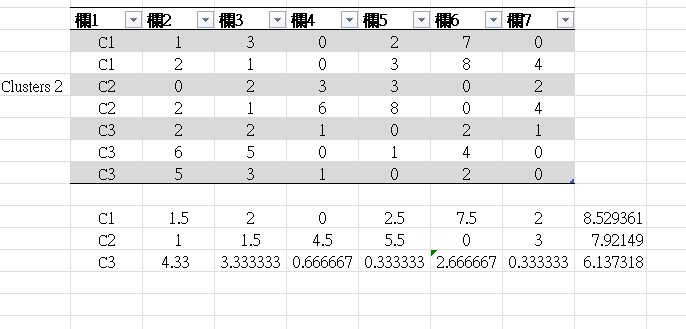 欄1 欄2 欄3 欄4 欄5 欄6 欄7
C1 1 3 0 2 7 0
C1 2 1 0 3 8 4
Clusters 2 C2 0 2 3 3 0 2
C2 2 1 6 8 0 4
C3 2 2 1 0 2 1
C3 6 5 0 1 4 0
C3 5 3 1 0 2 0
C1 1.5 2 0 2.5 7.5 2 8.529361
C2 1 1.5 4.5 5.5 0 3 7.92149
C3 4.33 3.333333 0.666667 0.333333 2.666667 0.333333 6.137318